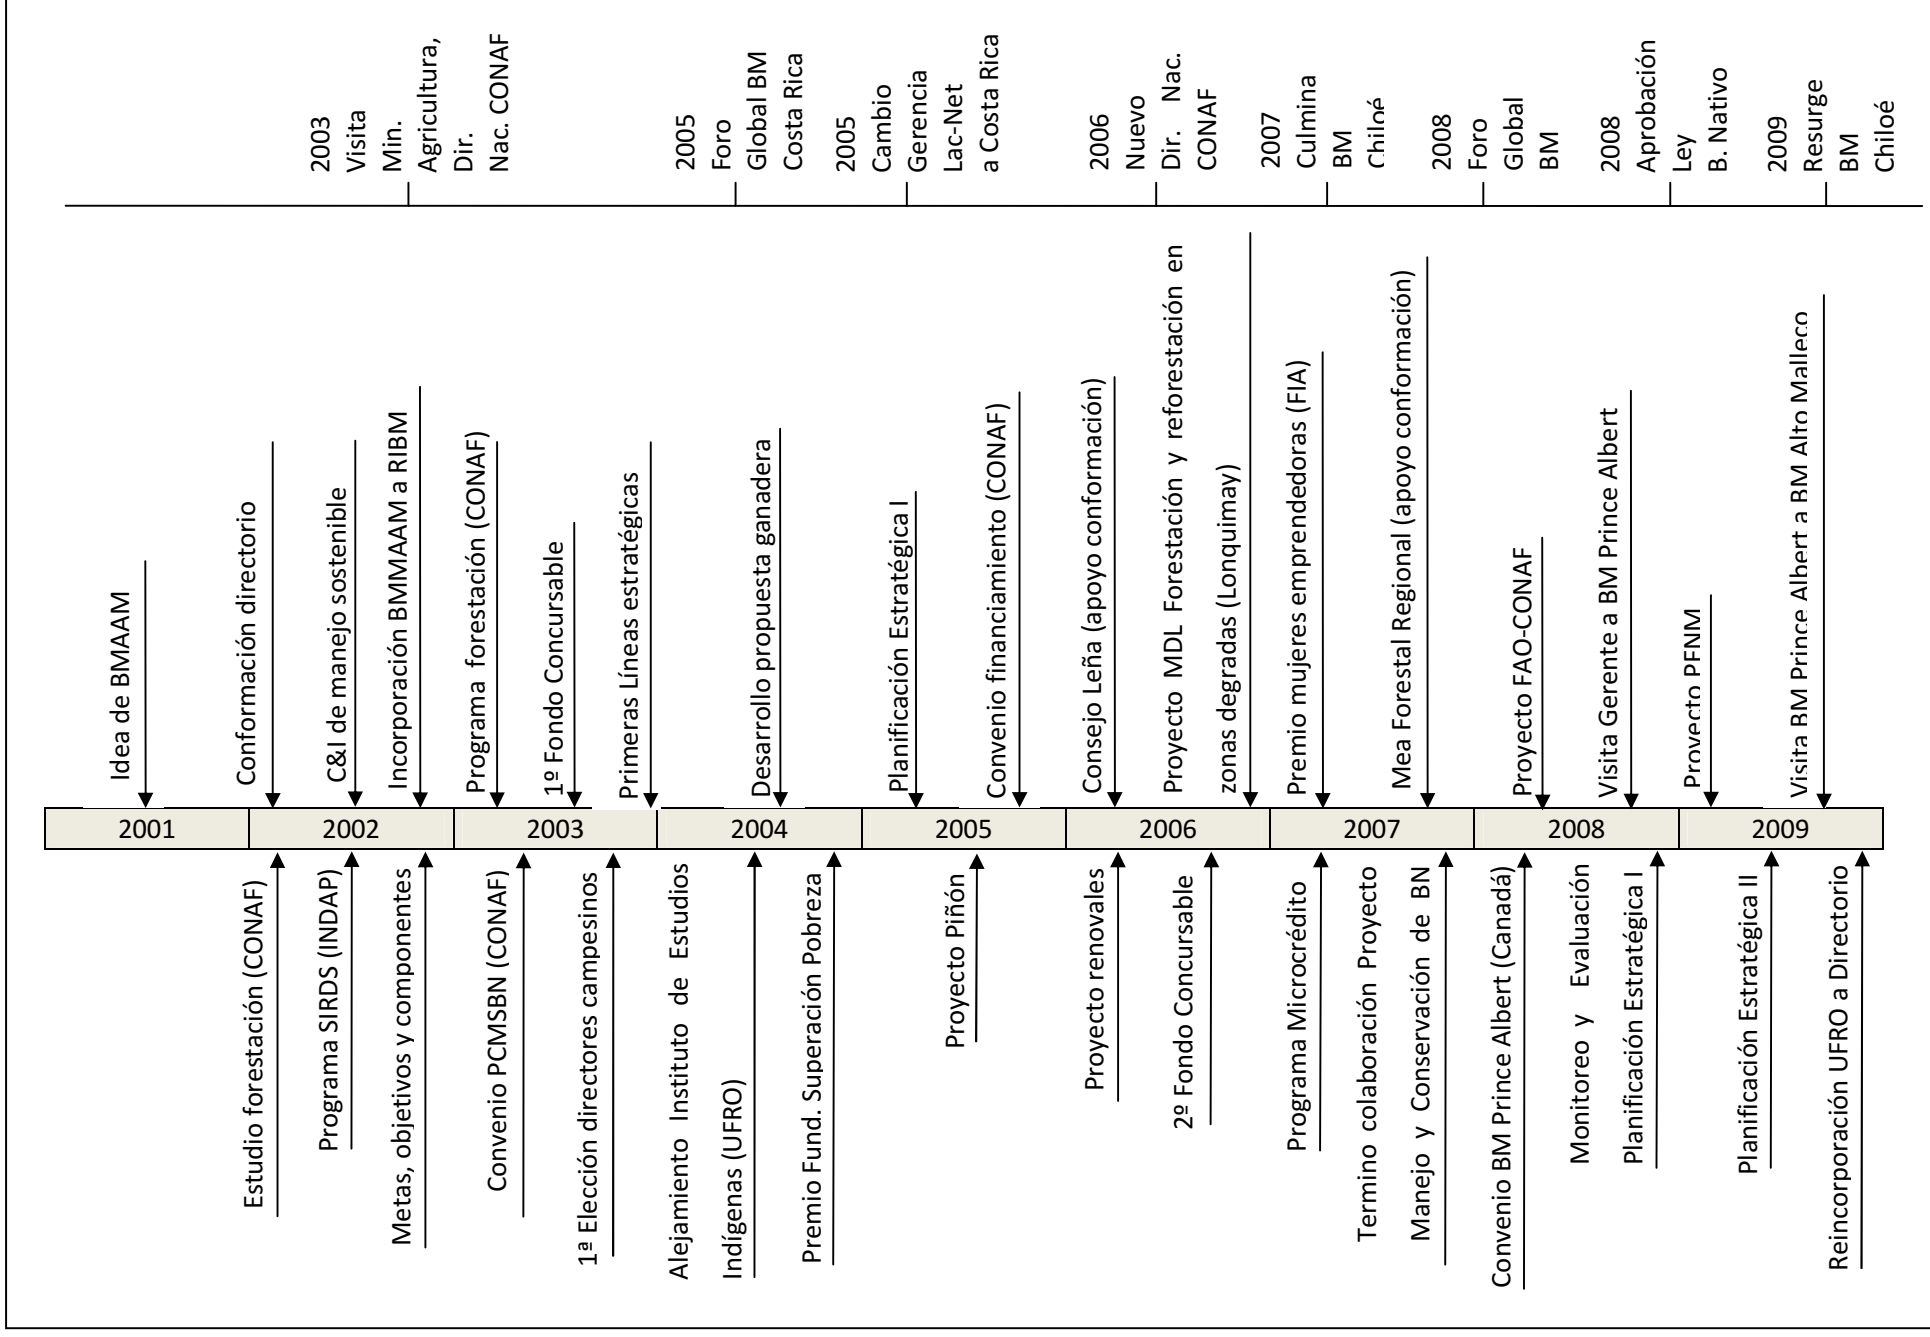 2003
Visita
Min.
Agricultura,
Dir.
Nac. CONAF
2005
Foro
Global BM
Costa Rica
2005
Cambio
Gerencia
Lac-Net
a Costa Rica
2006
Nuevo
Dir. Nac.
CONAF
2007
Culmina
BM
Chiloé
2008
Foro
Global
BM
2008
Aprobación
Ley
B. Nativo
2009
Resurge
BM
Chiloé
Idea de BMAAM
Conformación directorio
C&I de manejo sostenible
Incorporación BMMAAM a RIBM
Programa forestación (CONAF)
1º Fondo Concursable
Primeras Líneas estratégicas
Desarrollo propuesta ganadera
Planificación Estratégica I
Convenio financiamiento (CONAF)
Consejo Leña (apoyo conformación)
Proyecto MDL Forestación y reforestación en
zonas degradadas (Lonquimay)
Premio mujeres emprendedoras (FIA)
Mea Forestal Regional (apoyo conformación)
Proyecto FAO-CONAF
Visita Gerente a BM Prince Albert
Proyecto PFNM
Visita BM Prince Albert a BM Alto Malleco
2001
2002
2003
2004
2005
2006
2007
2008
2009
Estudio forestación (CONAF)
Programa SIRDS (INDAP)
Metas, objetivos y componentes
Convenio PCMSBN (CONAF)
1ª Elección directores campesinos
Alejamiento Instituto de Estudios
Indígenas (UFRO)
Premio Fund. Superación Pobreza
Proyecto Piñón
Proyecto renovales
2º Fondo Concursable
Programa Microcrédito
Termino colaboración Proyecto
Manejo y Conservación de BN
Convenio BM Prince Albert (Canadá)
Monitoreo y Evaluación
Planificación Estratégica I
Planificación Estratégica II
Reincorporación UFRO a Directorio